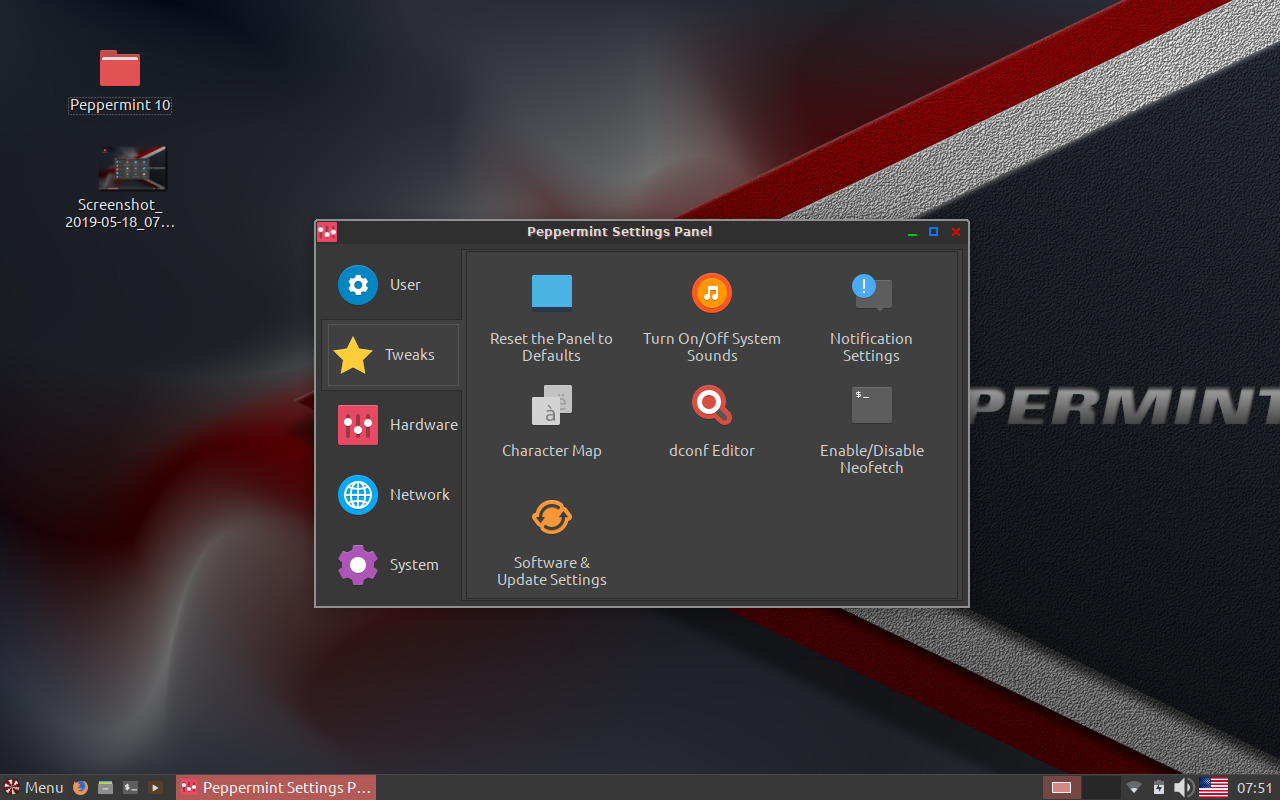 Peppermint 10
Screenshot_
2019-05-18_07...
Peppermint Settings Panel
User
Tweaks
Hardware
Network
System
Reset the Panel to
Defaults
Turn On/Off System
Sounds
Notification
Settings
Character Map
dconf Editor
Enable/Disable
Neofetch
Software &
Update Settings
PERMINT
Menu
Peppermint Settings P...
07:51